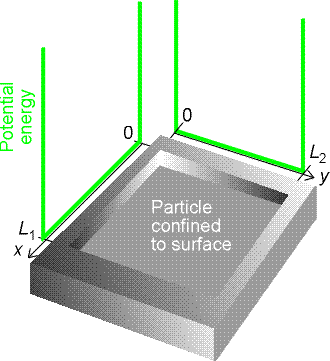 Potential
energy
0
0
L1
x
L2
y
Particle
confined
to surface